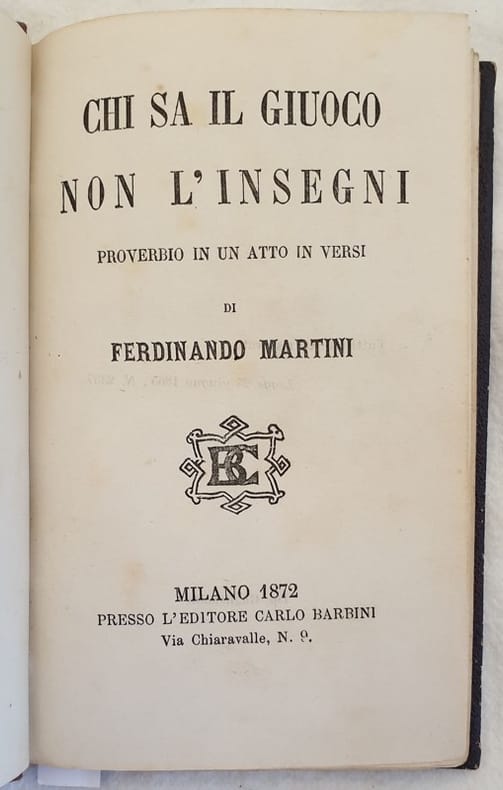 CHI SA IL GIUOCO
NON L'INSEGNI
PROVERBIO IN UN ATTO IN VERSI
DI
FERDINANDO MARTINI
BC
MILANO 1872
PRESSO L'EDITORE CARLO BARBINI
Via Chiaravalle, N. 9.